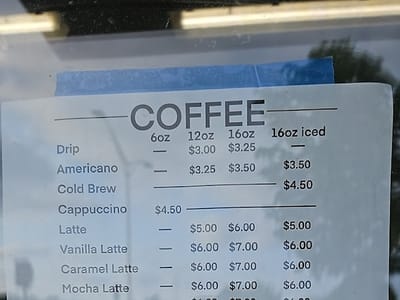 COFFEE
6oz 12oz 16oz 16oz iced
Drip — $3.00 $3.25 —
Americano — $3.25 $3.50 $3.50
Cold Brew $4.50
Cappuccino $4.50
Latte — $5.00 $6.00 $5.00
Vanilla Latte — $6.00 $7.00 $6.00
Caramel Latte — $6.00 $7.00 $6.00
Mocha Latte — $6.00 $7.00 $6.00